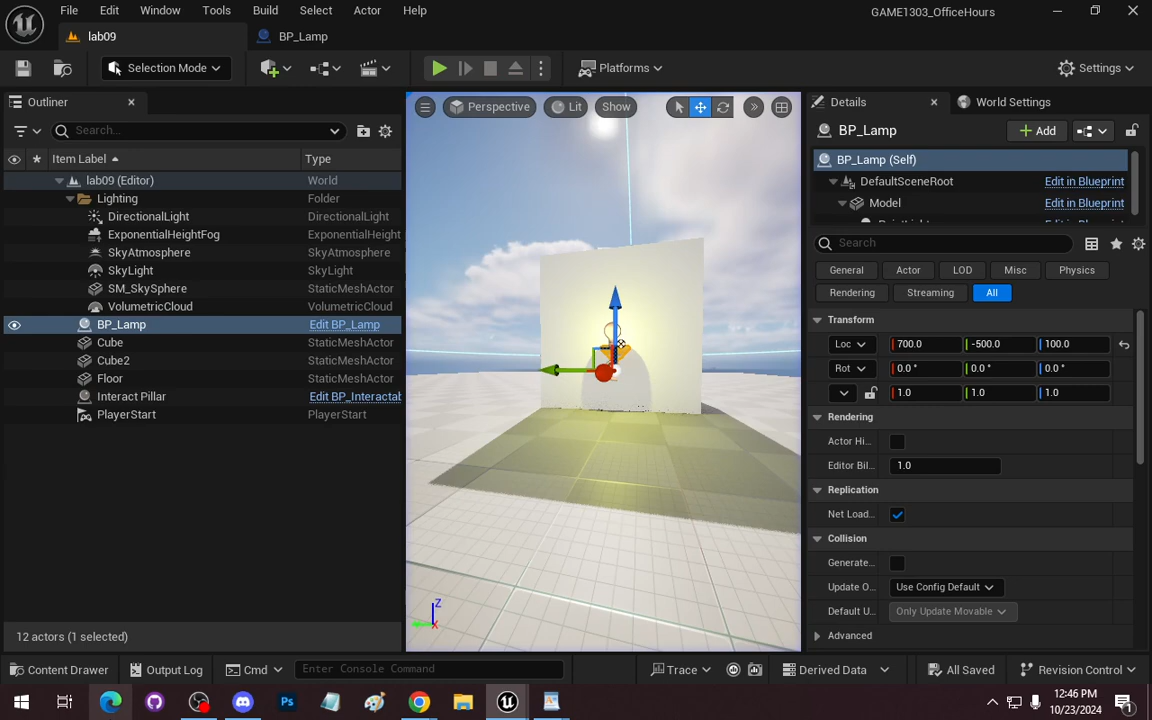 File Edit Window Tools Build Select Actor Help
GAME1303_OfficeHours
lab09 BP_Lamp
Selection Mode Platforms Settings
Outliner
Search...
Item Label Type
lab09 (Editor) World
Lighting Folder
DirectionalLight DirectionalLight
ExponentialHeightFog ExponentialHeight
SkyAtmosphere SkyAtmosphere
SkyLight SkyLight
SM_SkySphere StaticMeshActor
VolumetricCloud VolumetricCloud
BP_Lamp Edit BP_Lamp
Cube StaticMeshActor
Cube2 StaticMeshActor
Floor StaticMeshActor
Interact Pillar Edit BP_Interactab
PlayerStart PlayerStart
12 actors (1 selected)
Perspective Lit Show
Z
X
Details World Settings
BP_Lamp Add
BP_Lamp (Self)
DefaultSceneRoot Edit in Blueprint
Model Edit in Blueprint
Search
General Actor LOD Misc Physics
Rendering Streaming All
Transform
Loc 700.0 -500.0 100.0
Rot 0.0 ° 0.0 ° 0.0 °
1.0 1.0 1.0
Rendering
Actor Hi...
Editor Bil... 1.0
Replication
Net Load...
Collision
Generate...
Update O... Use Config Default
Default U... Only Update Movable
Advanced
Content Drawer Output Log Cmd Enter Console Command Trace Derived Data All Saved Revision Control
12:46 PM
10/23/2024
1